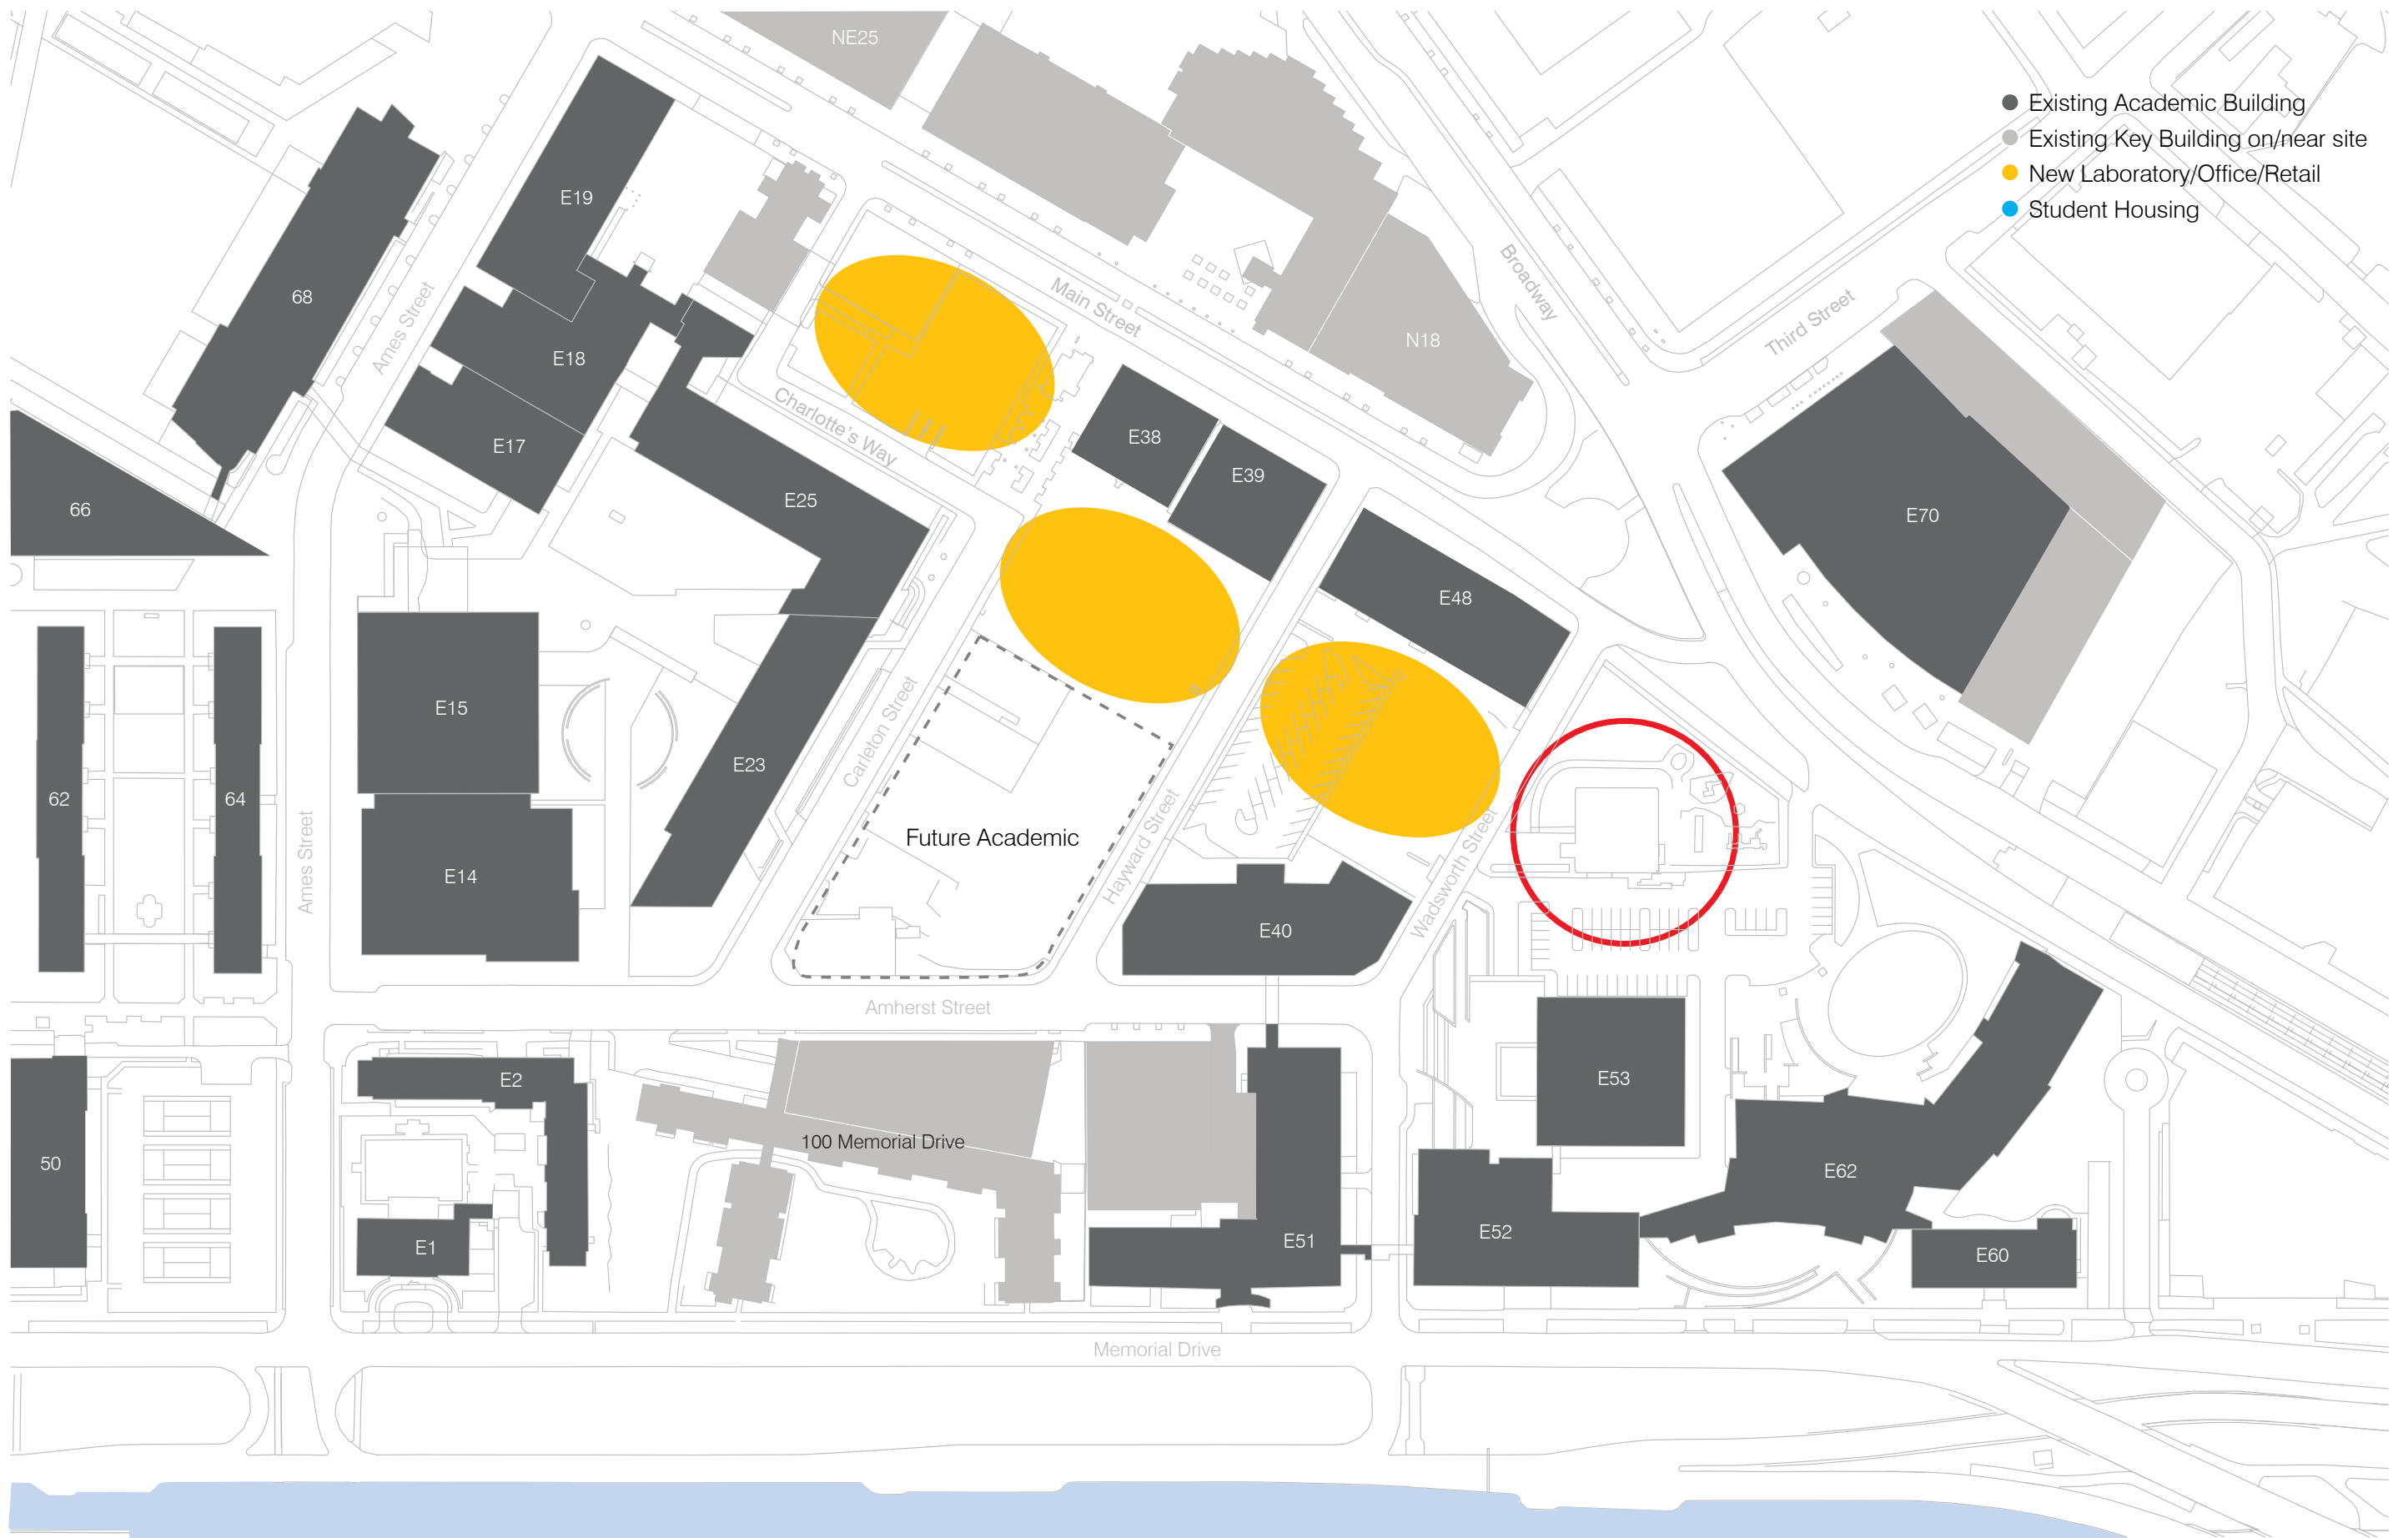 NE25
Existing Academic Building
Existing Key Building on/near site
New Laboratory/Office/Retail
Student Housing
E19
68
Ames Street
E18
E17
Main Street
Broadway
N18
Third Street
Charlotte's Way
E38
E39
E25
66
E70
E48
E15
E23
Carleton Street
62
64
Ames Street
E14
Future Academic
Hayward Street
Wadsworth Street
E40
Amherst Street
E2
E53
50
100 Memorial Drive
E62
E1
E51
E52
E60
Memorial Drive